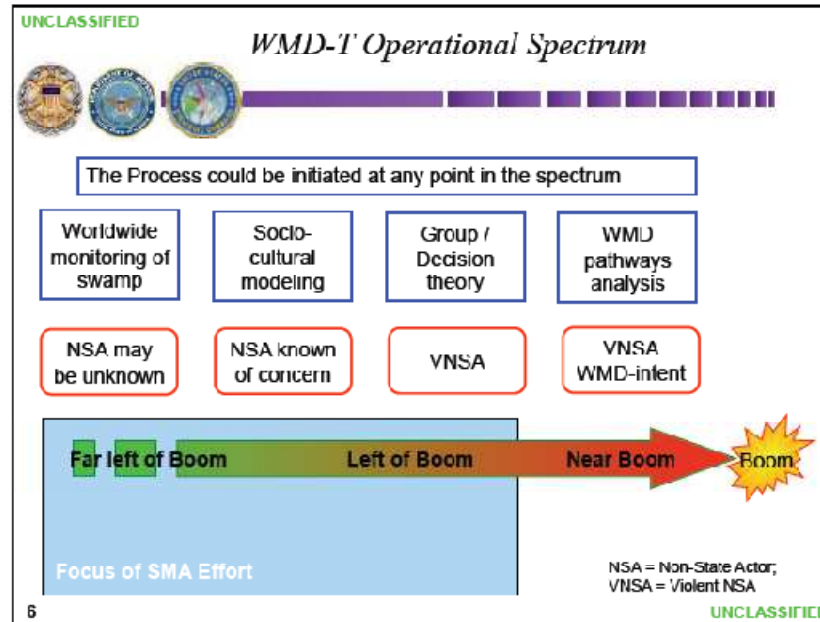 UNCLASSIFIED
WMD-T Operational Spectrum
The Process could be initiated at any point in the spectrum
Worldwide
monitoring of
swamp
Socio-
cultural
modeling
Group /
Decision
theory
WMD
pathways
analysis
NSA may
be unknown
NSA known
of concern
VNSA
VNSA
WMD-intent
Far left of Boom
Left of Boom
Near Boom
Boom
Focus of SMA Effort
NSA = Non-State Actor;
VNSA = Violent NSA
6
UNCLASSIFIED